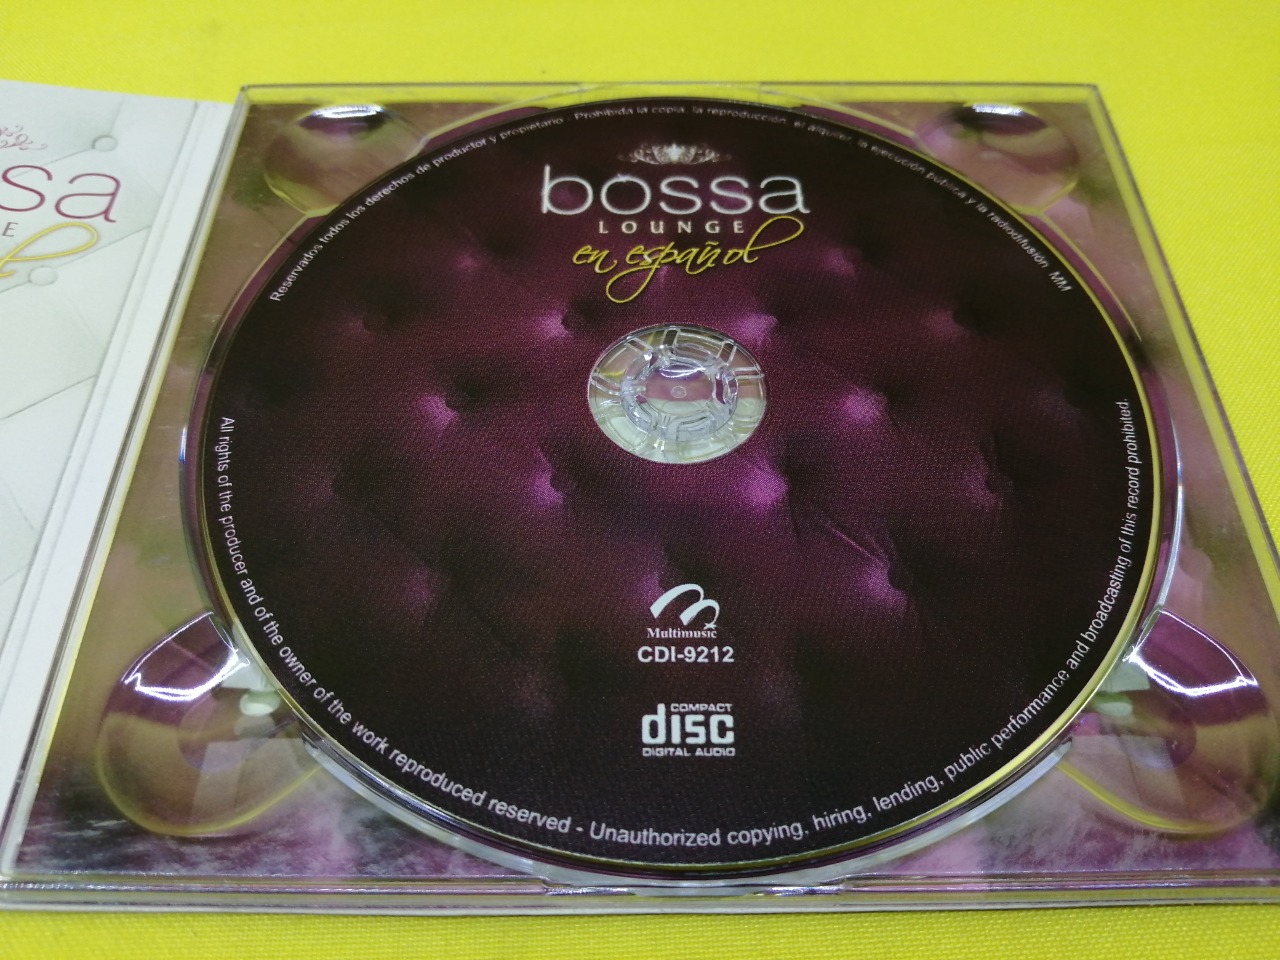 ssa
E
l
Reservados todos los derechos de productor y propietario - Prohibida la copia, la reproducción, el alquiler, la ejecución pública y la radiodifusión. MM
bossa
LOUNGE
en español
Multimusic
CDI-9212
COMPACT
disc
DIGITAL AUDIO
All rights of the producer and of the owner of the work reproduced reserved - Unauthorized copying, hiring, lending, public performance and broadcasting of this record prohibited.